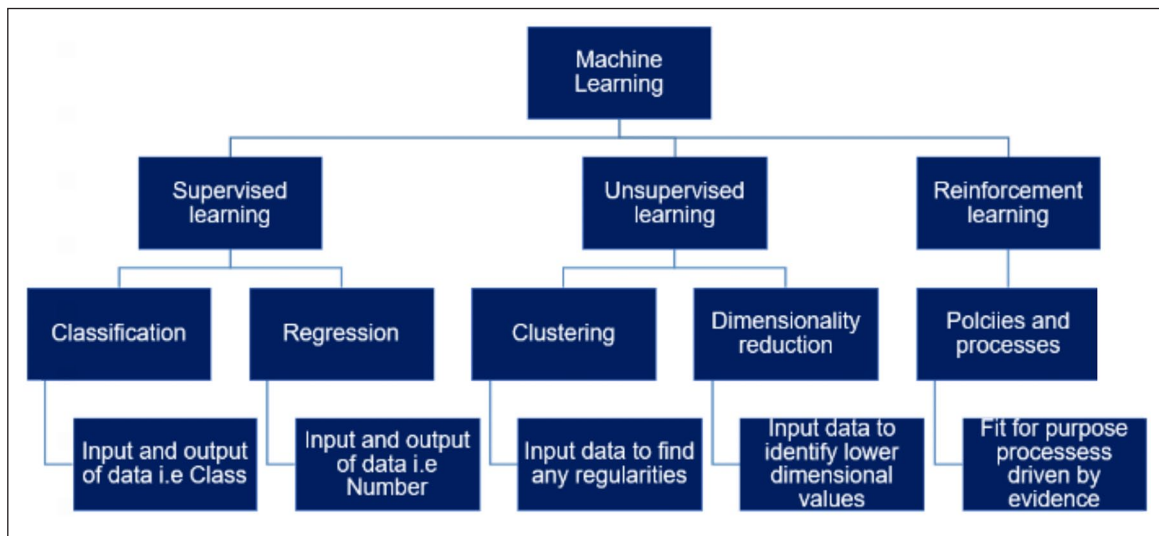 Machine
Learning
Supervised
learning
Unsupervised
learning
Reinforcement
learning
Classification
Regression
Clustering
Dimensionality
reduction
Polciies and
processes
Input and output
of data i.e Class
Input and output
of data i.e
Number
Input data to find
any regularities
Input data to
identify lower
dimensional
values
Fit for purpose
processess
driven by
evidence